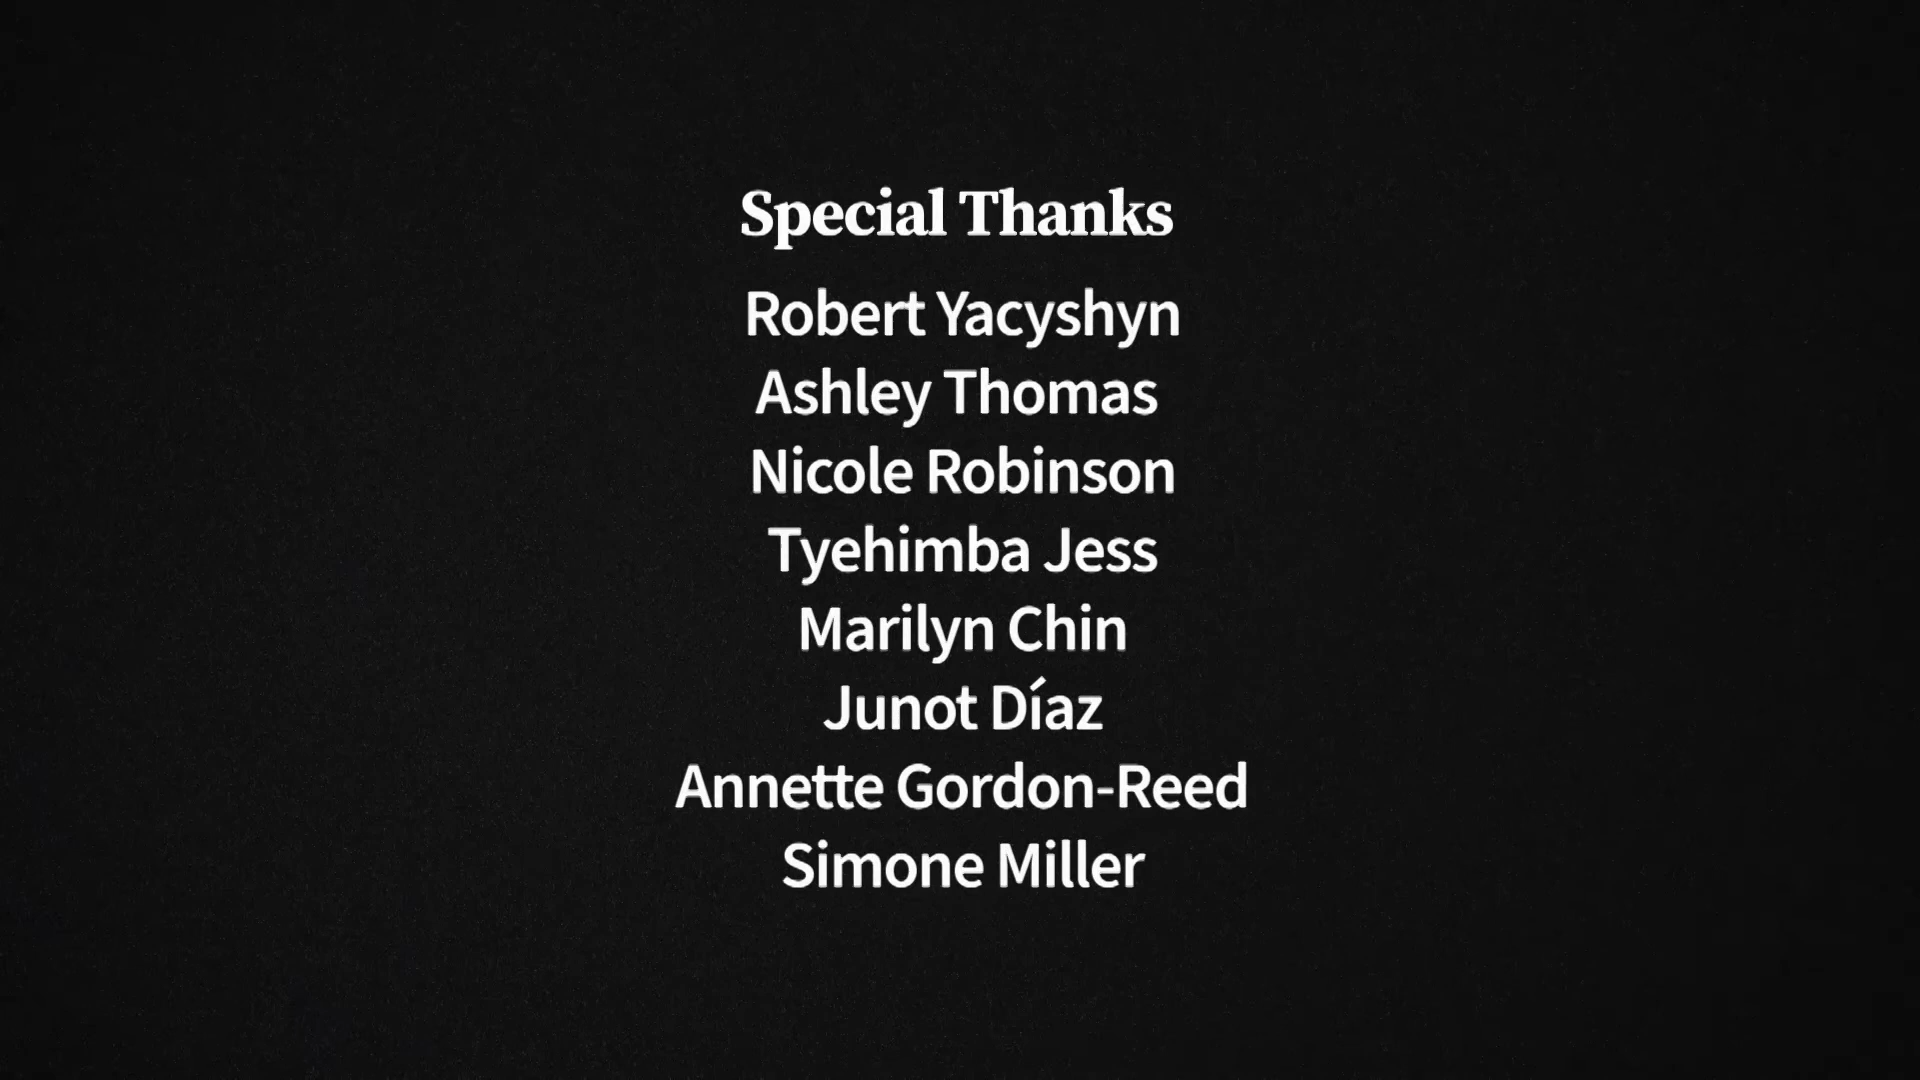 Special Thanks
Robert Yacyshyn
Ashley Thomas
Nicole Robinson
Tyehimba Jess
Marilyn Chin
Junot Díaz
Annette Gordon-Reed
Simone Miller